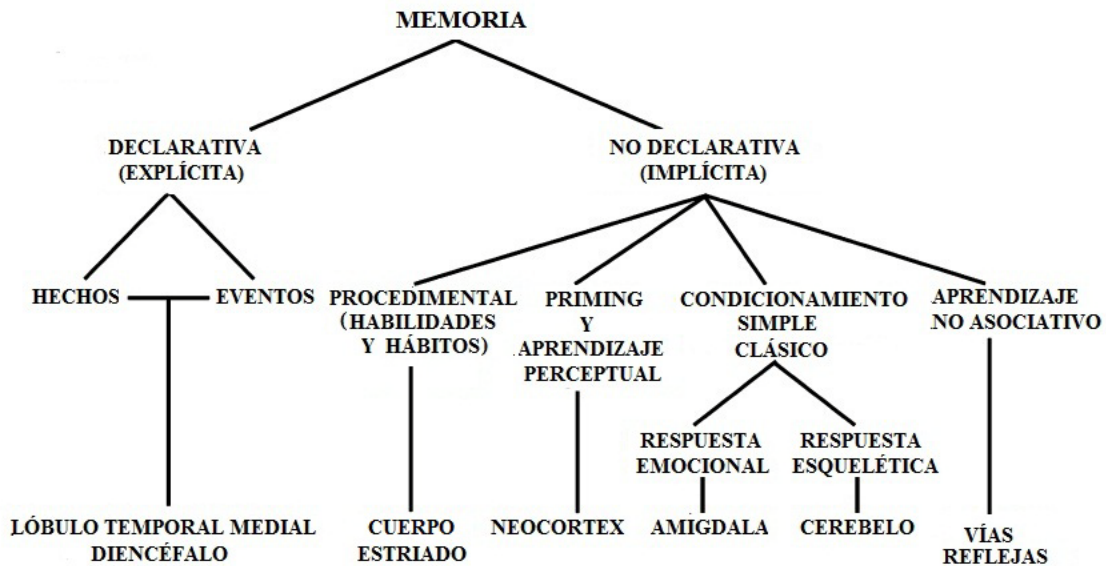 MEMORIA
DECLARATIVA
(EXPLÍCITA)
NO DECLARATIVA
(IMPLÍCITA)
HECHOS
EVENTOS
PROCEDIMENTAL
(HABILIDADES
Y HÁBITOS)
PRIMING
Y
APRENDIZAJE
PERCEPTUAL
CONDICIONAMIENTO
SIMPLE
CLÁSICO
APRENDIZAJE
NO ASOCIATIVO
RESPUESTA
EMOCIONAL
RESPUESTA
ESQUELÉTICA
LÓBULO TEMPORAL MEDIAL
DIENCÉFALO
CUERPO
ESTRIADO
NEOCORTEX
AMIGDALA
CEREBELO
VÍAS
REFLEJAS